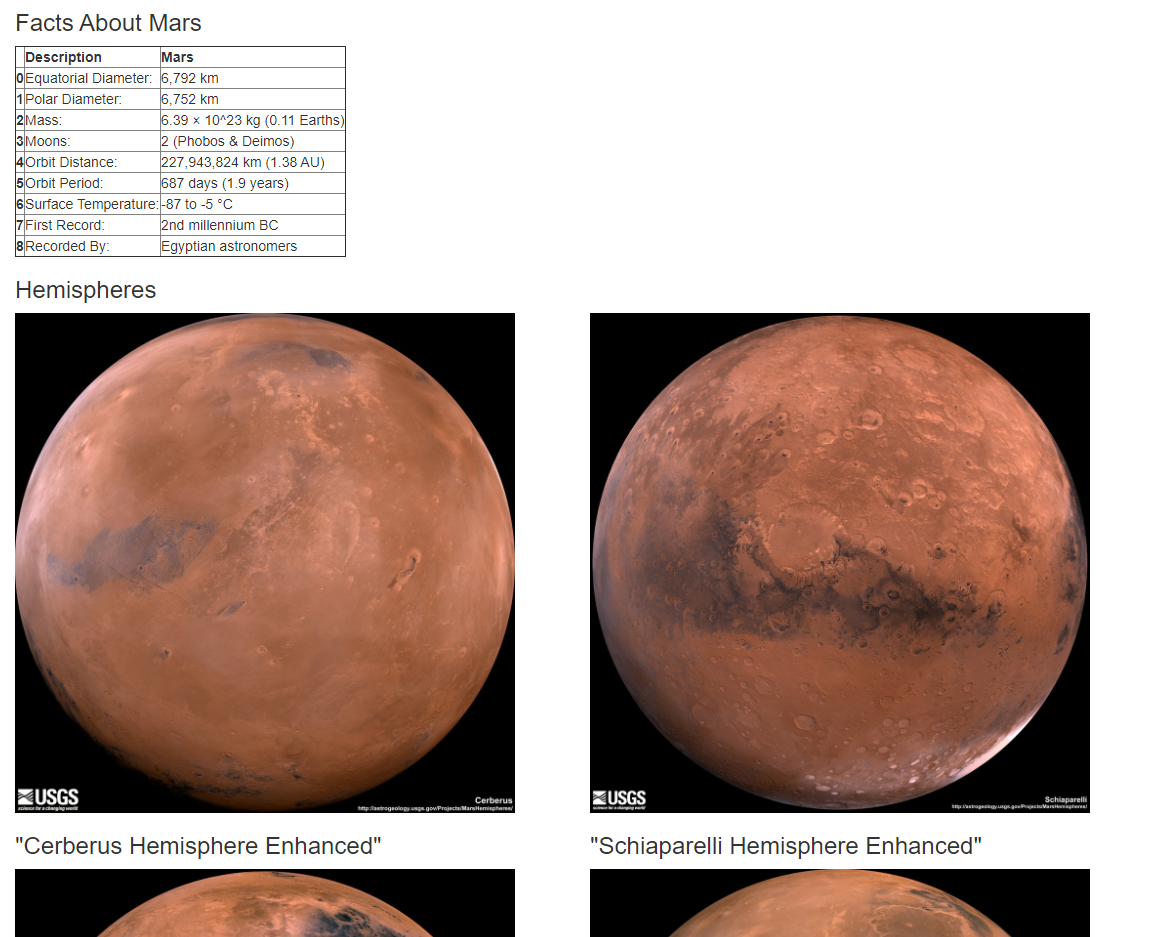 Facts About Mars
Description Mars
0 Equatorial Diameter: 6,792 km
1 Polar Diameter: 6,752 km
2 Mass: 6.39 × 10^23 kg (0.11 Earths)
3 Moons: 2 (Phobos & Deimos)
4 Orbit Distance: 227,943,824 km (1.38 AU)
5 Orbit Period: 687 days (1.9 years)
6 Surface Temperature: -87 to -5 °C
7 First Record: 2nd millennium BC
8 Recorded By: Egyptian astronomers
Hemispheres
USGS
science for a changing world
Cerberus
http://astrogeology.usgs.gov/Projects/MarsHemispheres/
USGS
science for a changing world
Schiaparelli
http://astrogeology.usgs.gov/Projects/MarsHemispheres/
"Cerberus Hemisphere Enhanced"
"Schiaparelli Hemisphere Enhanced"